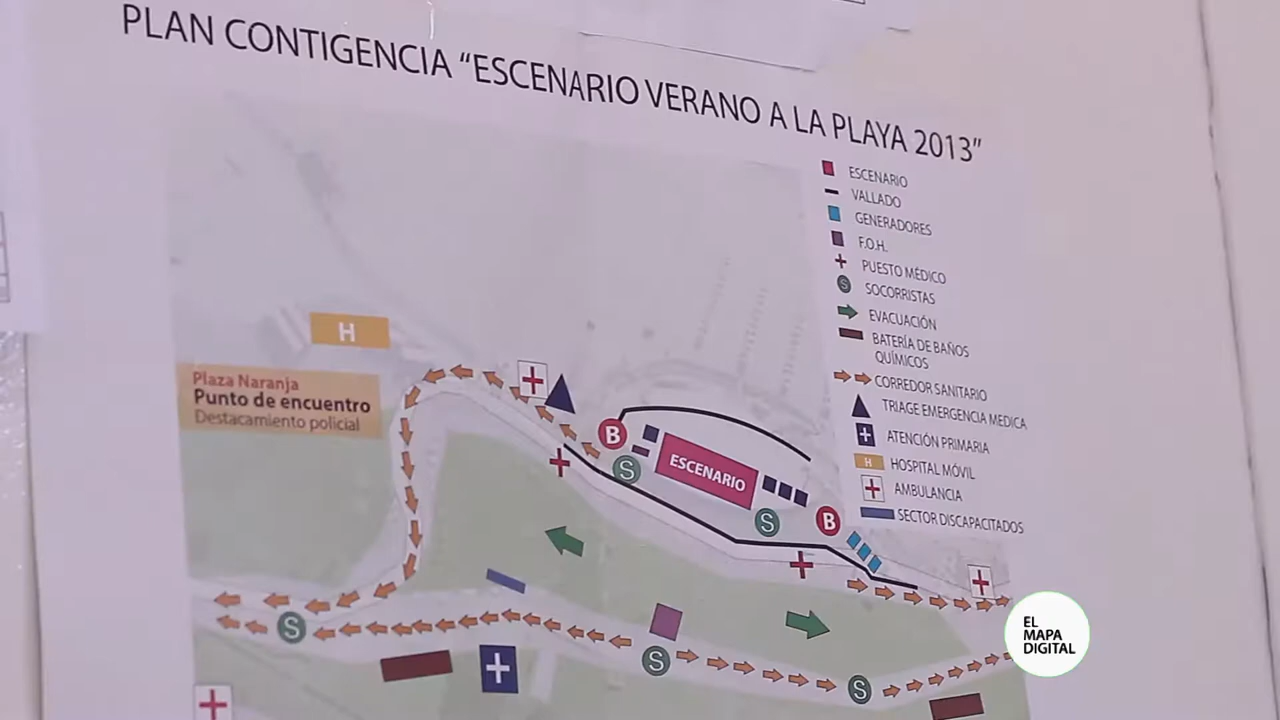 PLAN CONTIGENCIA “ESCENARIO VERANO A LA PLAYA 2013”
ESCENARIO
VALLADO
GENERADORES
F.O.H.
PUESTO MÉDICO
S SOCORRISTAS
EVACUACIÓN
BATERÍA DE BAÑOS
QUÍMICOS
CORREDOR SANITARIO
TRIAGE EMERGENCIA MEDICA
ATENCIÓN PRIMARIA
H HOSPITAL MÓVIL
AMBULANCIA
SECTOR DISCAPACITADOS
H
Plaza Naranja
Punto de encuentro
Destacamiento policial
B
S
ESCENARIO
S
B
S
S
S
EL
MAPA
DIGITAL